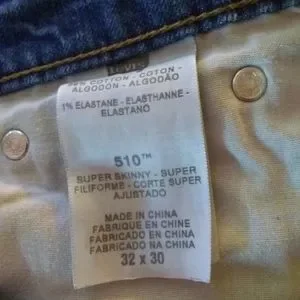 COTTON - COTON -
ALGODON - ALGODÃO
1% ELASTANE - ELASTHANNE -
ELASTANO
510™
SUPER SKINNY - SUPER
FILIFORME - CORTE SUPER
AJUSTADO
MADE IN CHINA
FABRIQUE EN CHINE
FABRICADO EN CHINA
FABRICADO NA CHINA
32 x 30